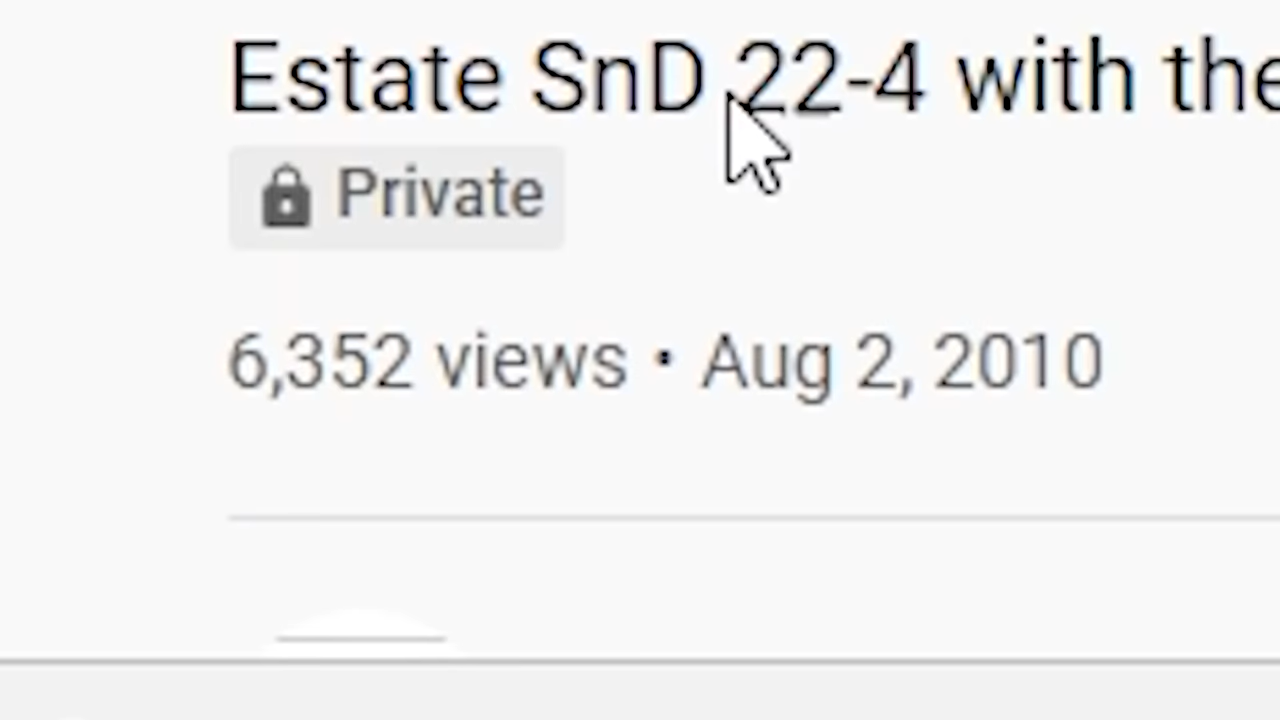 Estate SnD 22-4 with the
Private
6,352 views • Aug 2, 2010